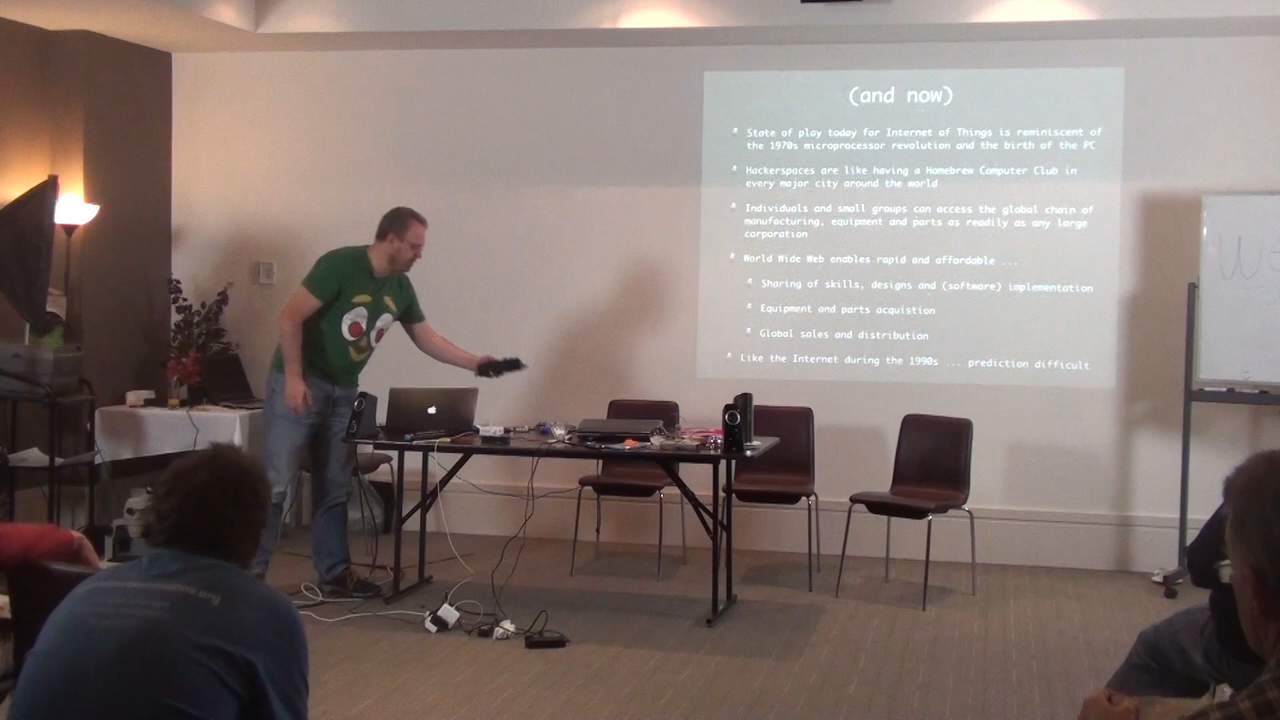 (and now)
State of play today for Internet of Things is reminiscent of
the 1970s microprocessor revolution and the birth of the PC
Hackerspaces are like having a Homebrew Computer Club in
every major city around the world
Individuals and small groups can access the global chain of
manufacturing, equipment and parts as readily as any large
corporation
World Wide Web enables rapid and affordable ...
Sharing of skills, designs and (software) implementation
Equipment and parts acquistion
Global sales and distribution
Like the Internet during the 1990s ... prediction difficult
We